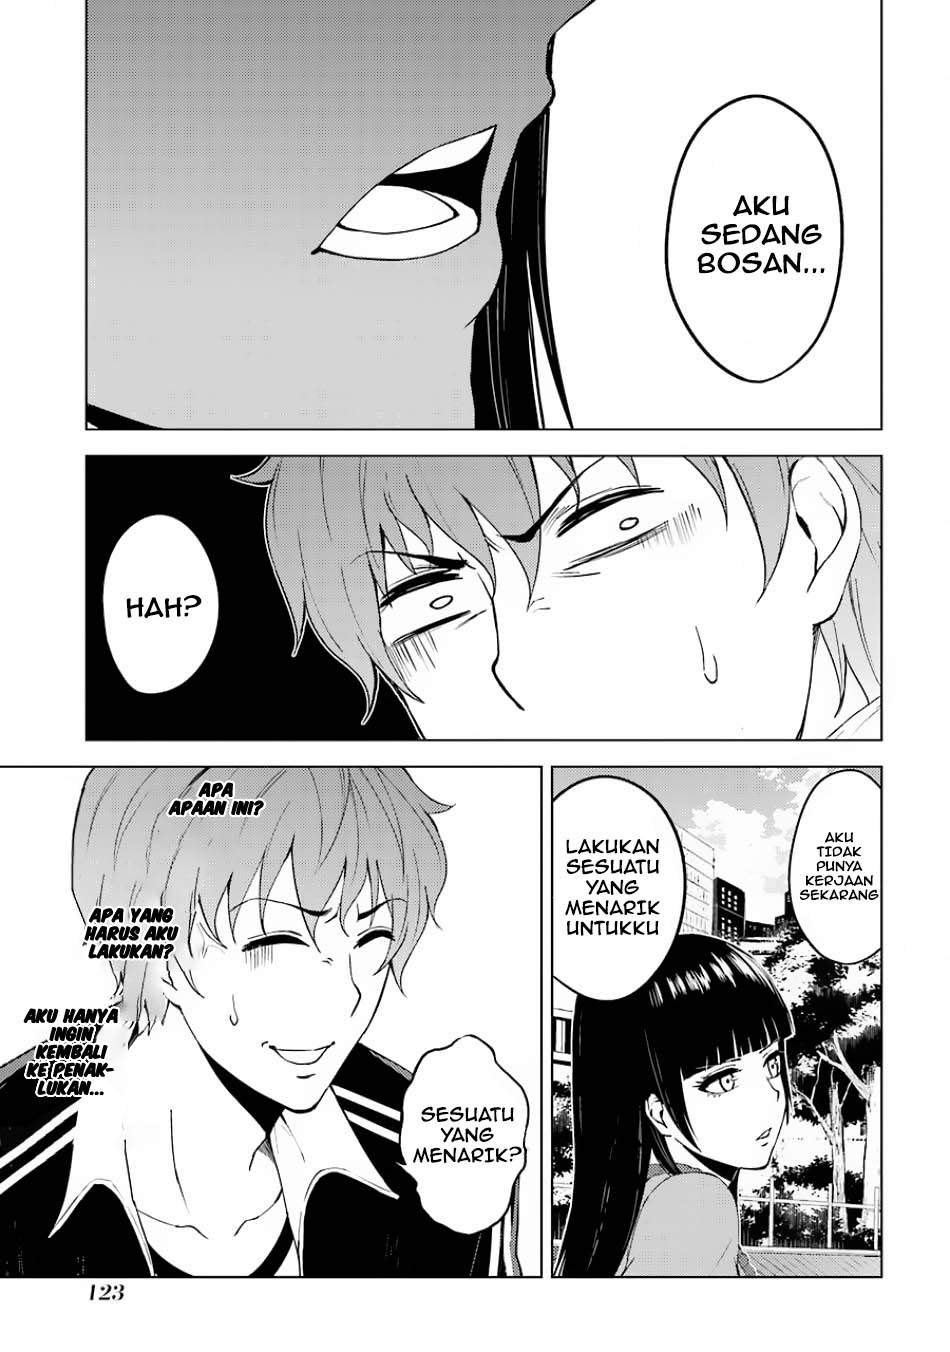 AKU
SEDANG
BOSAN...
HAH?
AKU
TIDAK
PUNYA
KERJAAN
SEKARANG
LAKUKAN
SESUATU
YANG
MENARIK
UNTUKKU
APA
APAAN INI?
APA YANG
HARUS AKU
LAKUKAN?
AKU HANYA
INGIN
KEMBALI
KE PENAK-
LUKAN...
SESUATU
YANG
MENARIK?
123